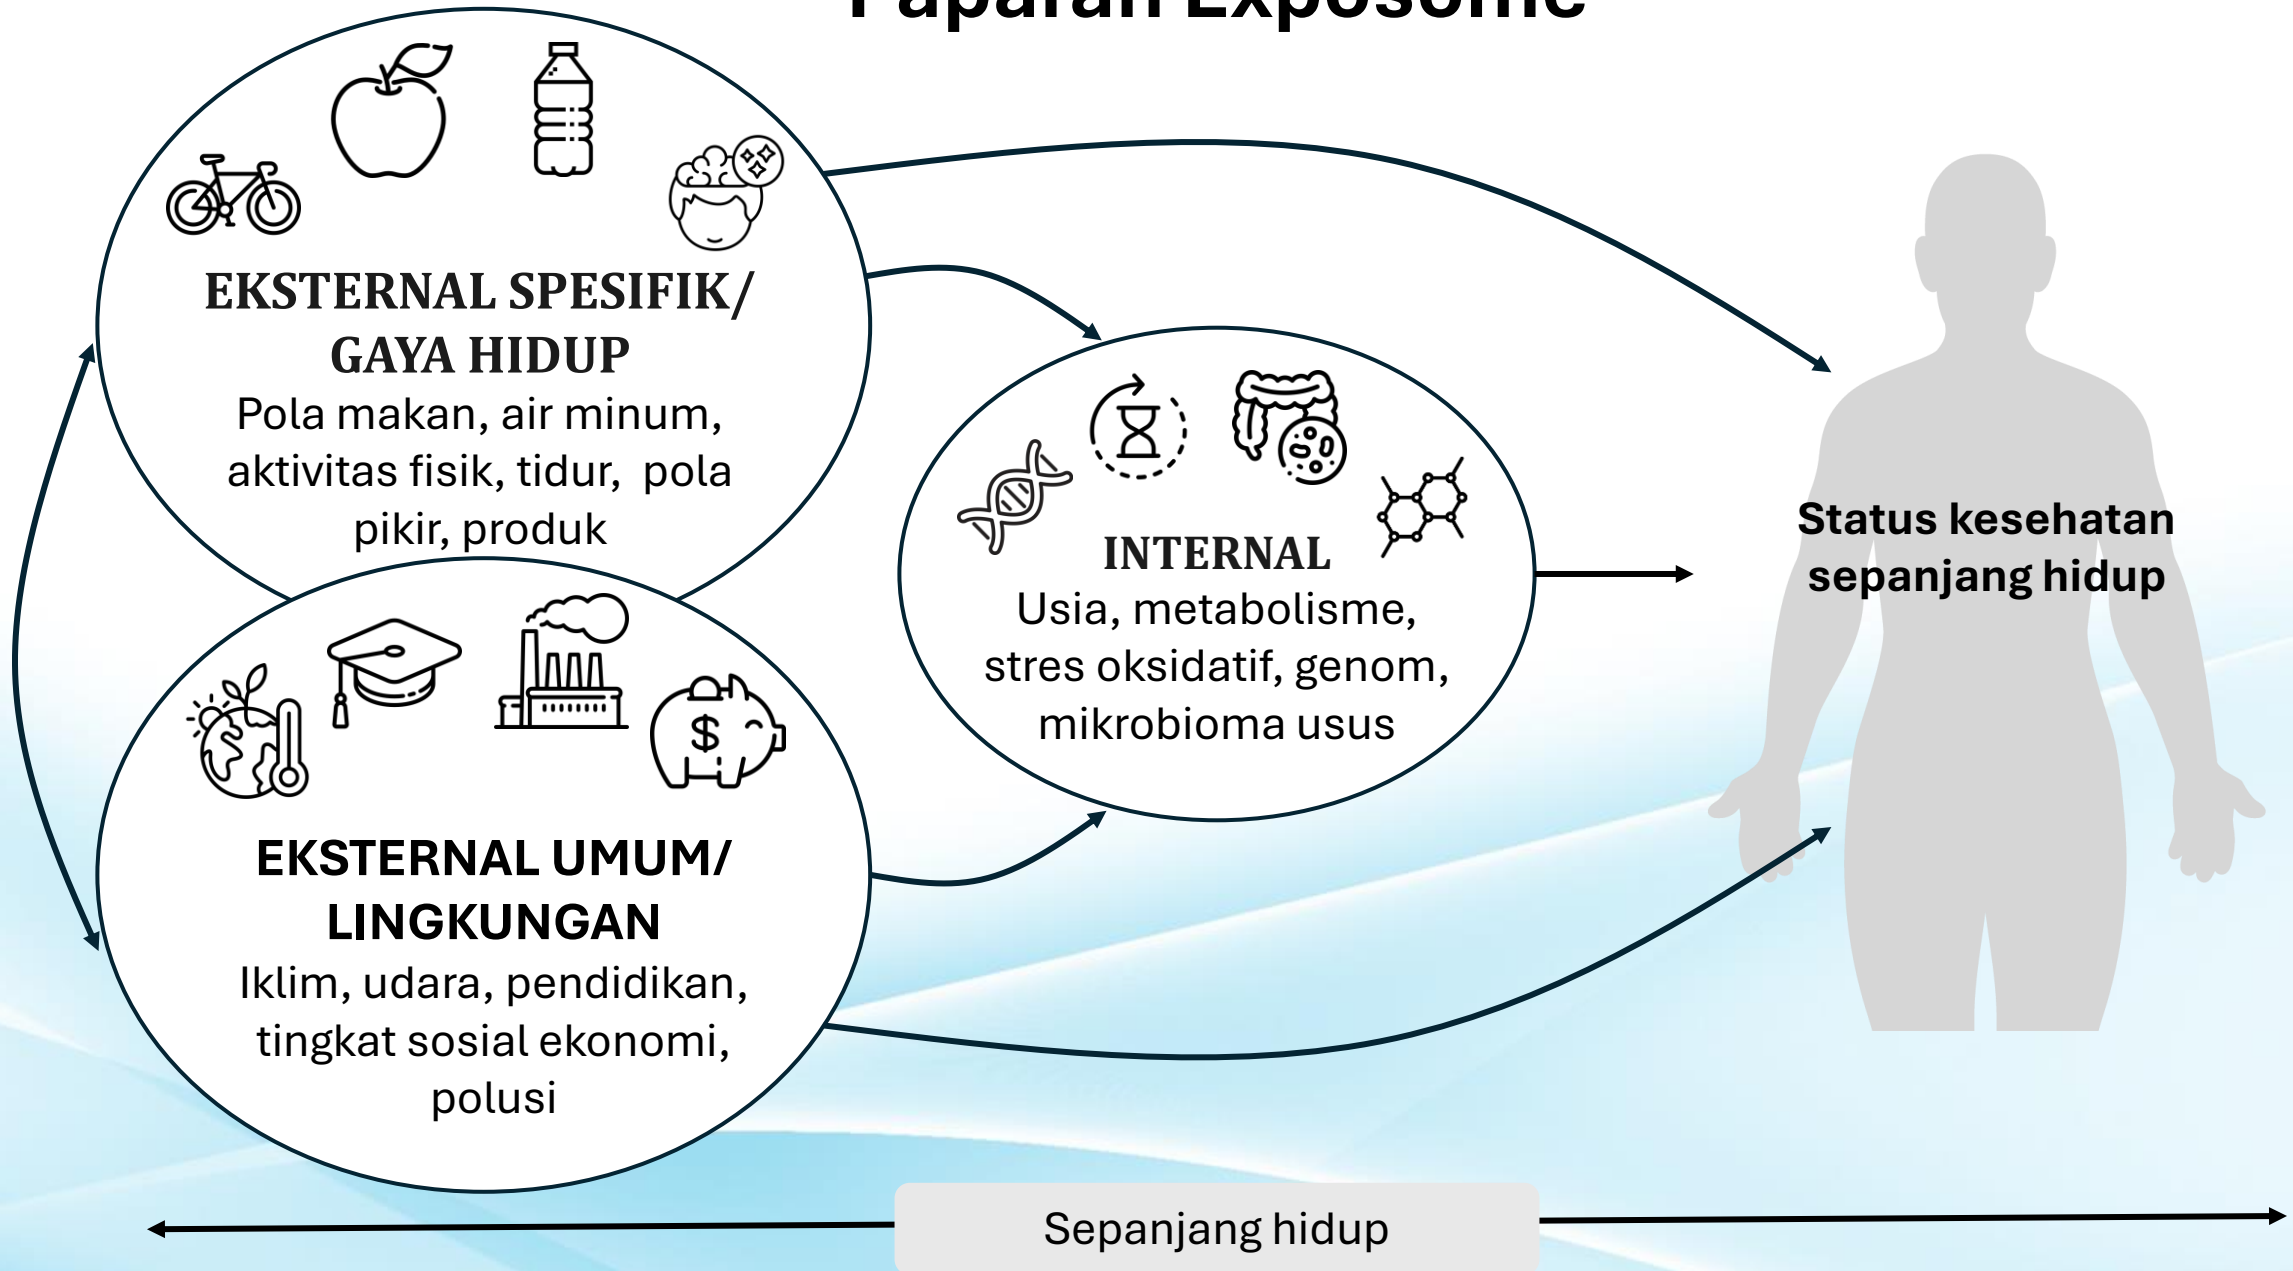 Paparan Exposome
EKSTERNAL SPESIFIK/
GAYA HIDUP
Pola makan, air minum,
aktivitas fisik, tidur, pola
pikir, produk
EKSTERNAL UMUM/
LINGKUNGAN
Iklim, udara, pendidikan,
tingkat sosial ekonomi,
polusi
$
INTERNAL
Usia, metabolisme,
stres oksidatif, genom,
mikrobioma usus
Status kesehatan
sepanjang hidup
Sepanjang hidup